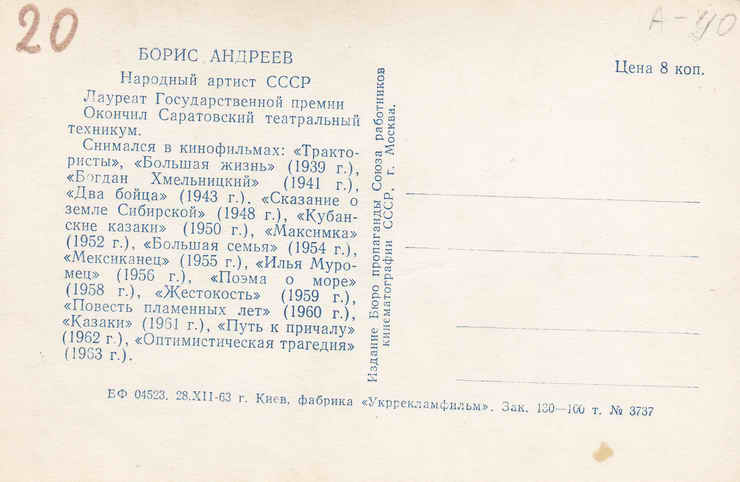 20
А-40
БОРИС АНДРЕЕВ
Народный артист СССР
Лауреат Государственной премии
Окончил Саратовский театральный
техникум.
Снимался в кинофильмах: «Тракто-
ристы», «Большая жизнь» (1939 г.),
«Богдан Хмельницкий» (1941 г.),
«Два бойца» (1943 г.), «Сказание о
земле Сибирской» (1948 г.), «Кубан-
ские казаки» (1950 г.), «Максимка»
(1952 г.), «Большая семья» (1954 г.),
«Мексиканец» (1955 г.), «Илья Муро-
мец» (1956 г.), «Поэма о море»
(1958 г.), «Жестокость» (1959 г.),
«Повесть пламенных лет» (1960 г.),
«Казаки» (1961 г.), «Путь к причалу»
(1962 г.), «Оптимистическая трагедия»
(1963 г.).
Издание Бюро пропаганды Союза работников
кинематографии СССР, г. Москва.
Цена 8 коп.
БФ 04523. 28.XII-63 г. Киев, фабрика «Укррекламфильм». Зак. 130—100 т. № 3737